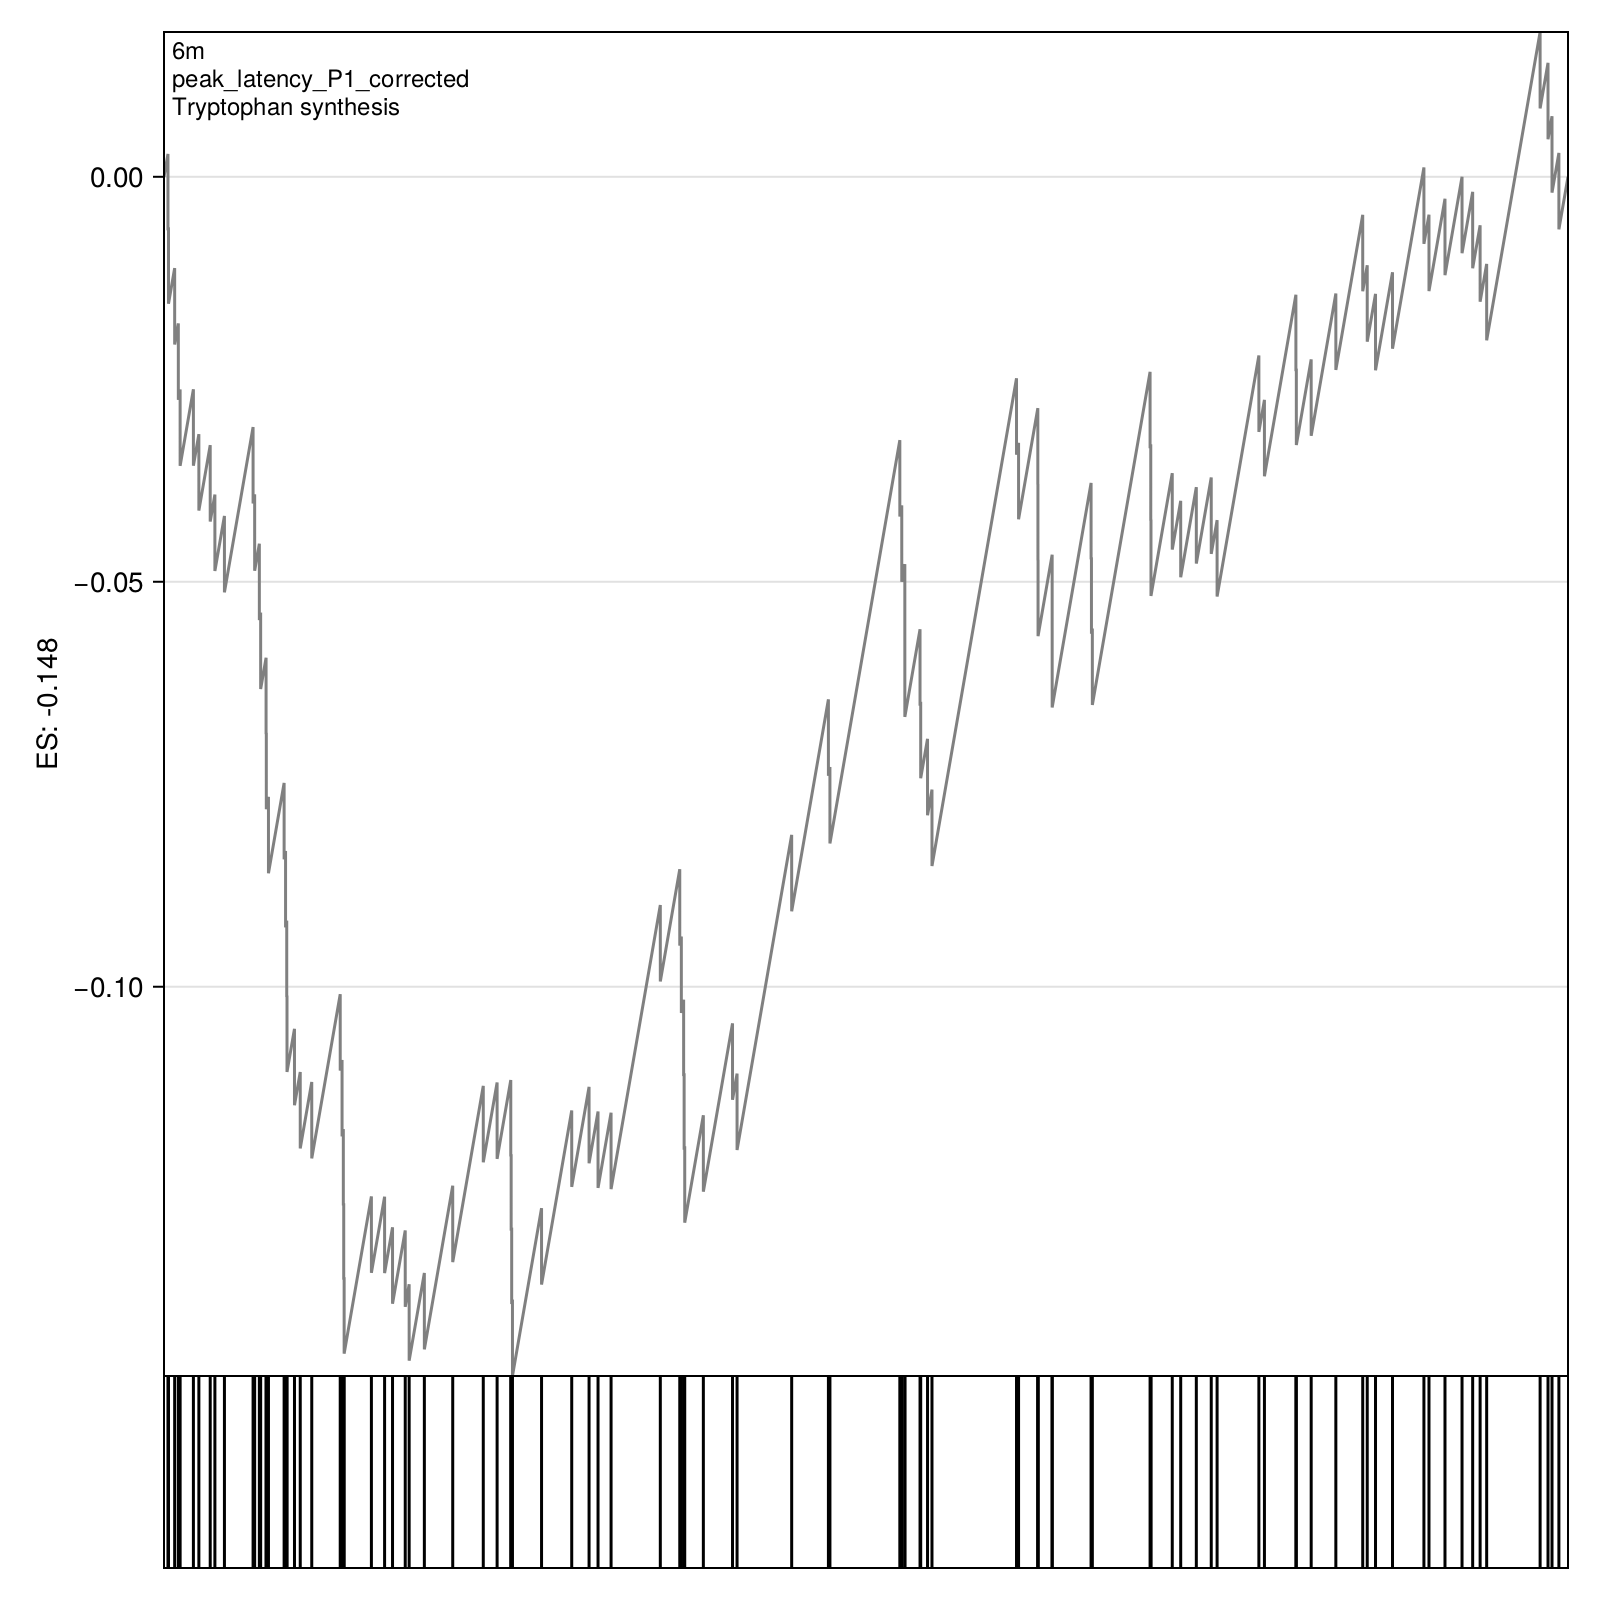 6m
peak_latency_P1_corrected
Tryptophan synthesis
0.00
−0.05
−0.10
ES: -0.148